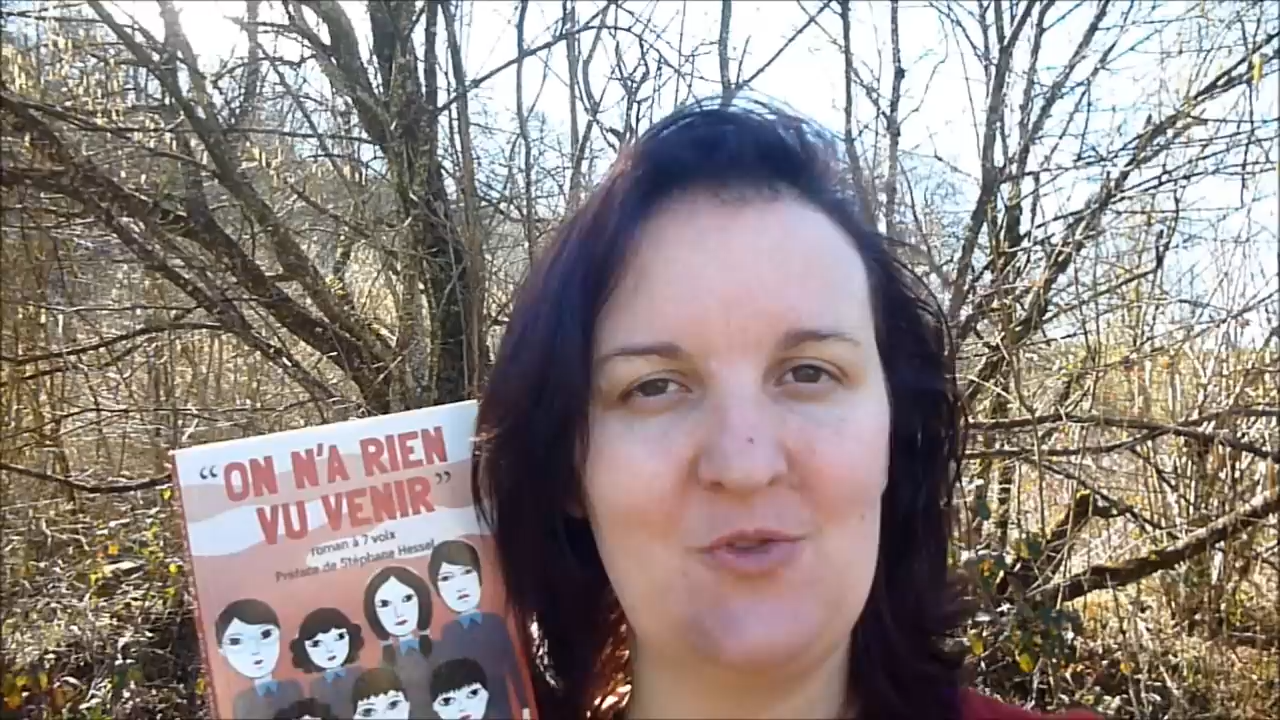 “ON N'A RIEN
VU VENIR”
roman à 7 voix
Préface de Stéphane Hessel